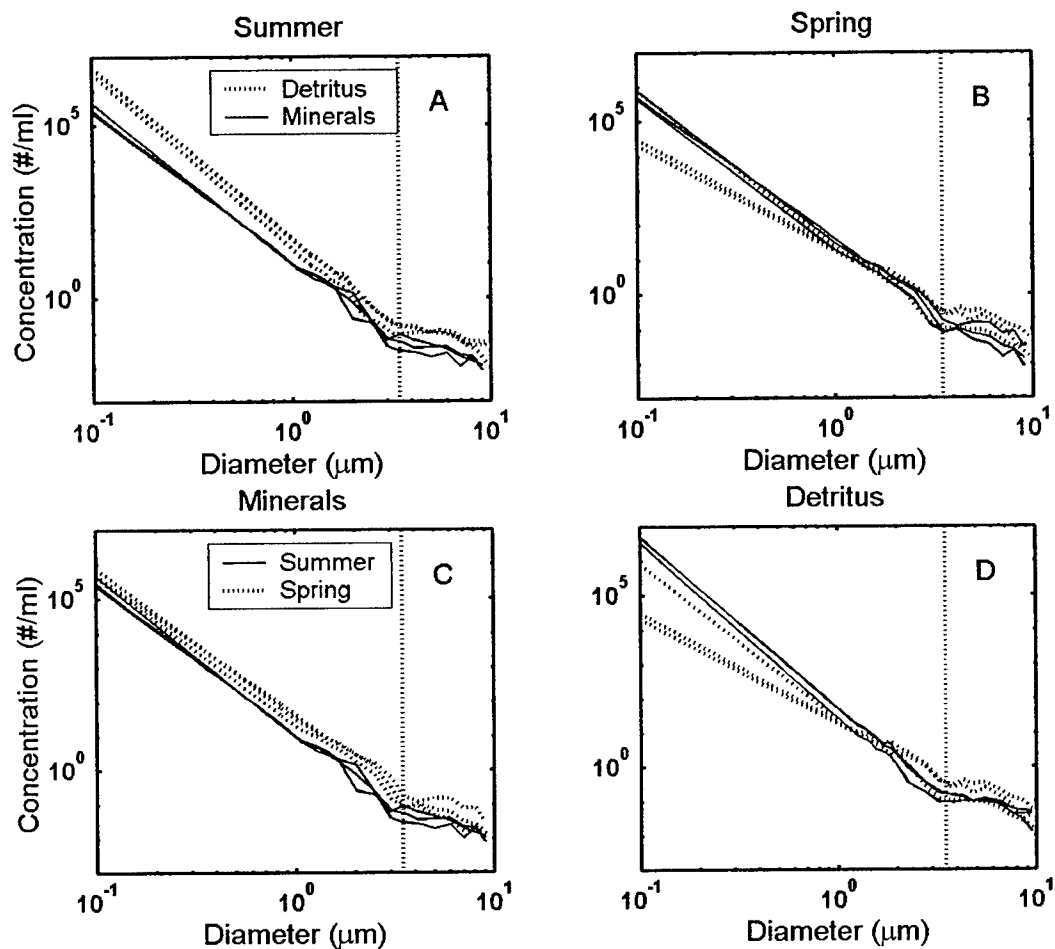 Summer
Concentration (#/ml)
10^5
10^0
Detritus
Minerals
A
10^-1
10^0
10^1
Diameter (μm)
Spring
10^5
10^0
B
10^-1
10^0
10^1
Diameter (μm)
Minerals
Concentration (#/ml)
10^5
10^0
Summer
Spring
C
10^-1
10^0
10^1
Diameter (μm)
Detritus
10^5
10^0
D
10^-1
10^0
10^1
Diameter (μm)